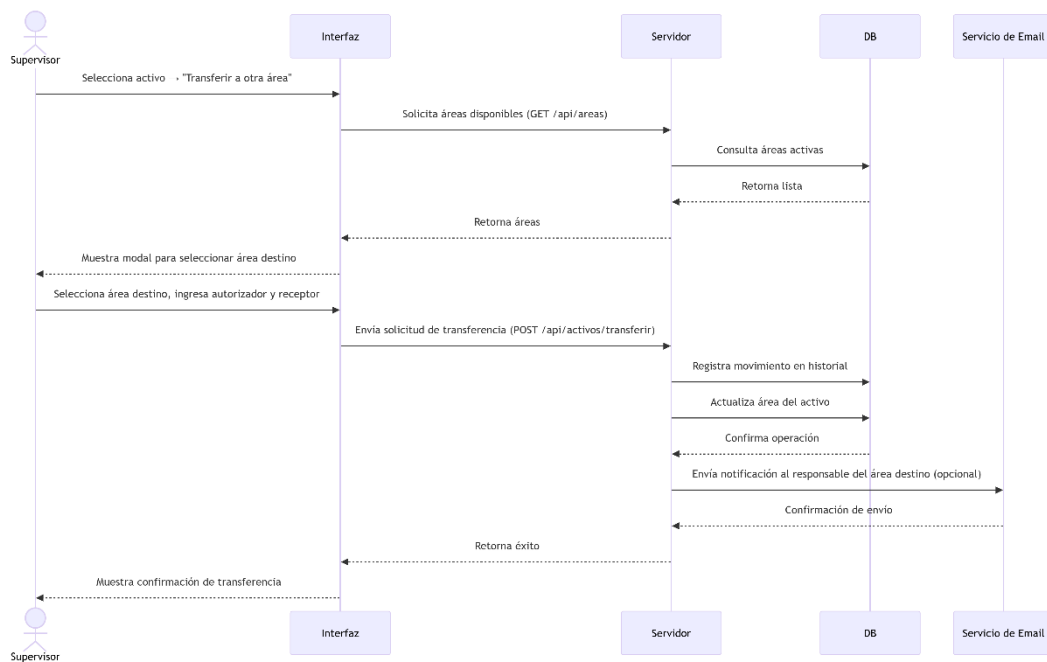 Supervisor
Interfaz
Servidor
DB
Servicio de Email
Selecciona activo → "Transferir a otra área"
Solicita áreas disponibles (GET /api/areas)
Consulta áreas activas
Retorna lista
Retorna áreas
Muestra modal para seleccionar área destino
Selecciona área destino, ingresa autorizador y receptor
Envía solicitud de transferencia (POST /api/activos/transferir)
Registra movimiento en historial
Actualiza área del activo
Confirma operación
Envía notificación al responsable del área destino (opcional)
Confirmación de envío
Retorna éxito
Muestra confirmación de transferencia
Supervisor
Interfaz
Servidor
DB
Servicio de Email